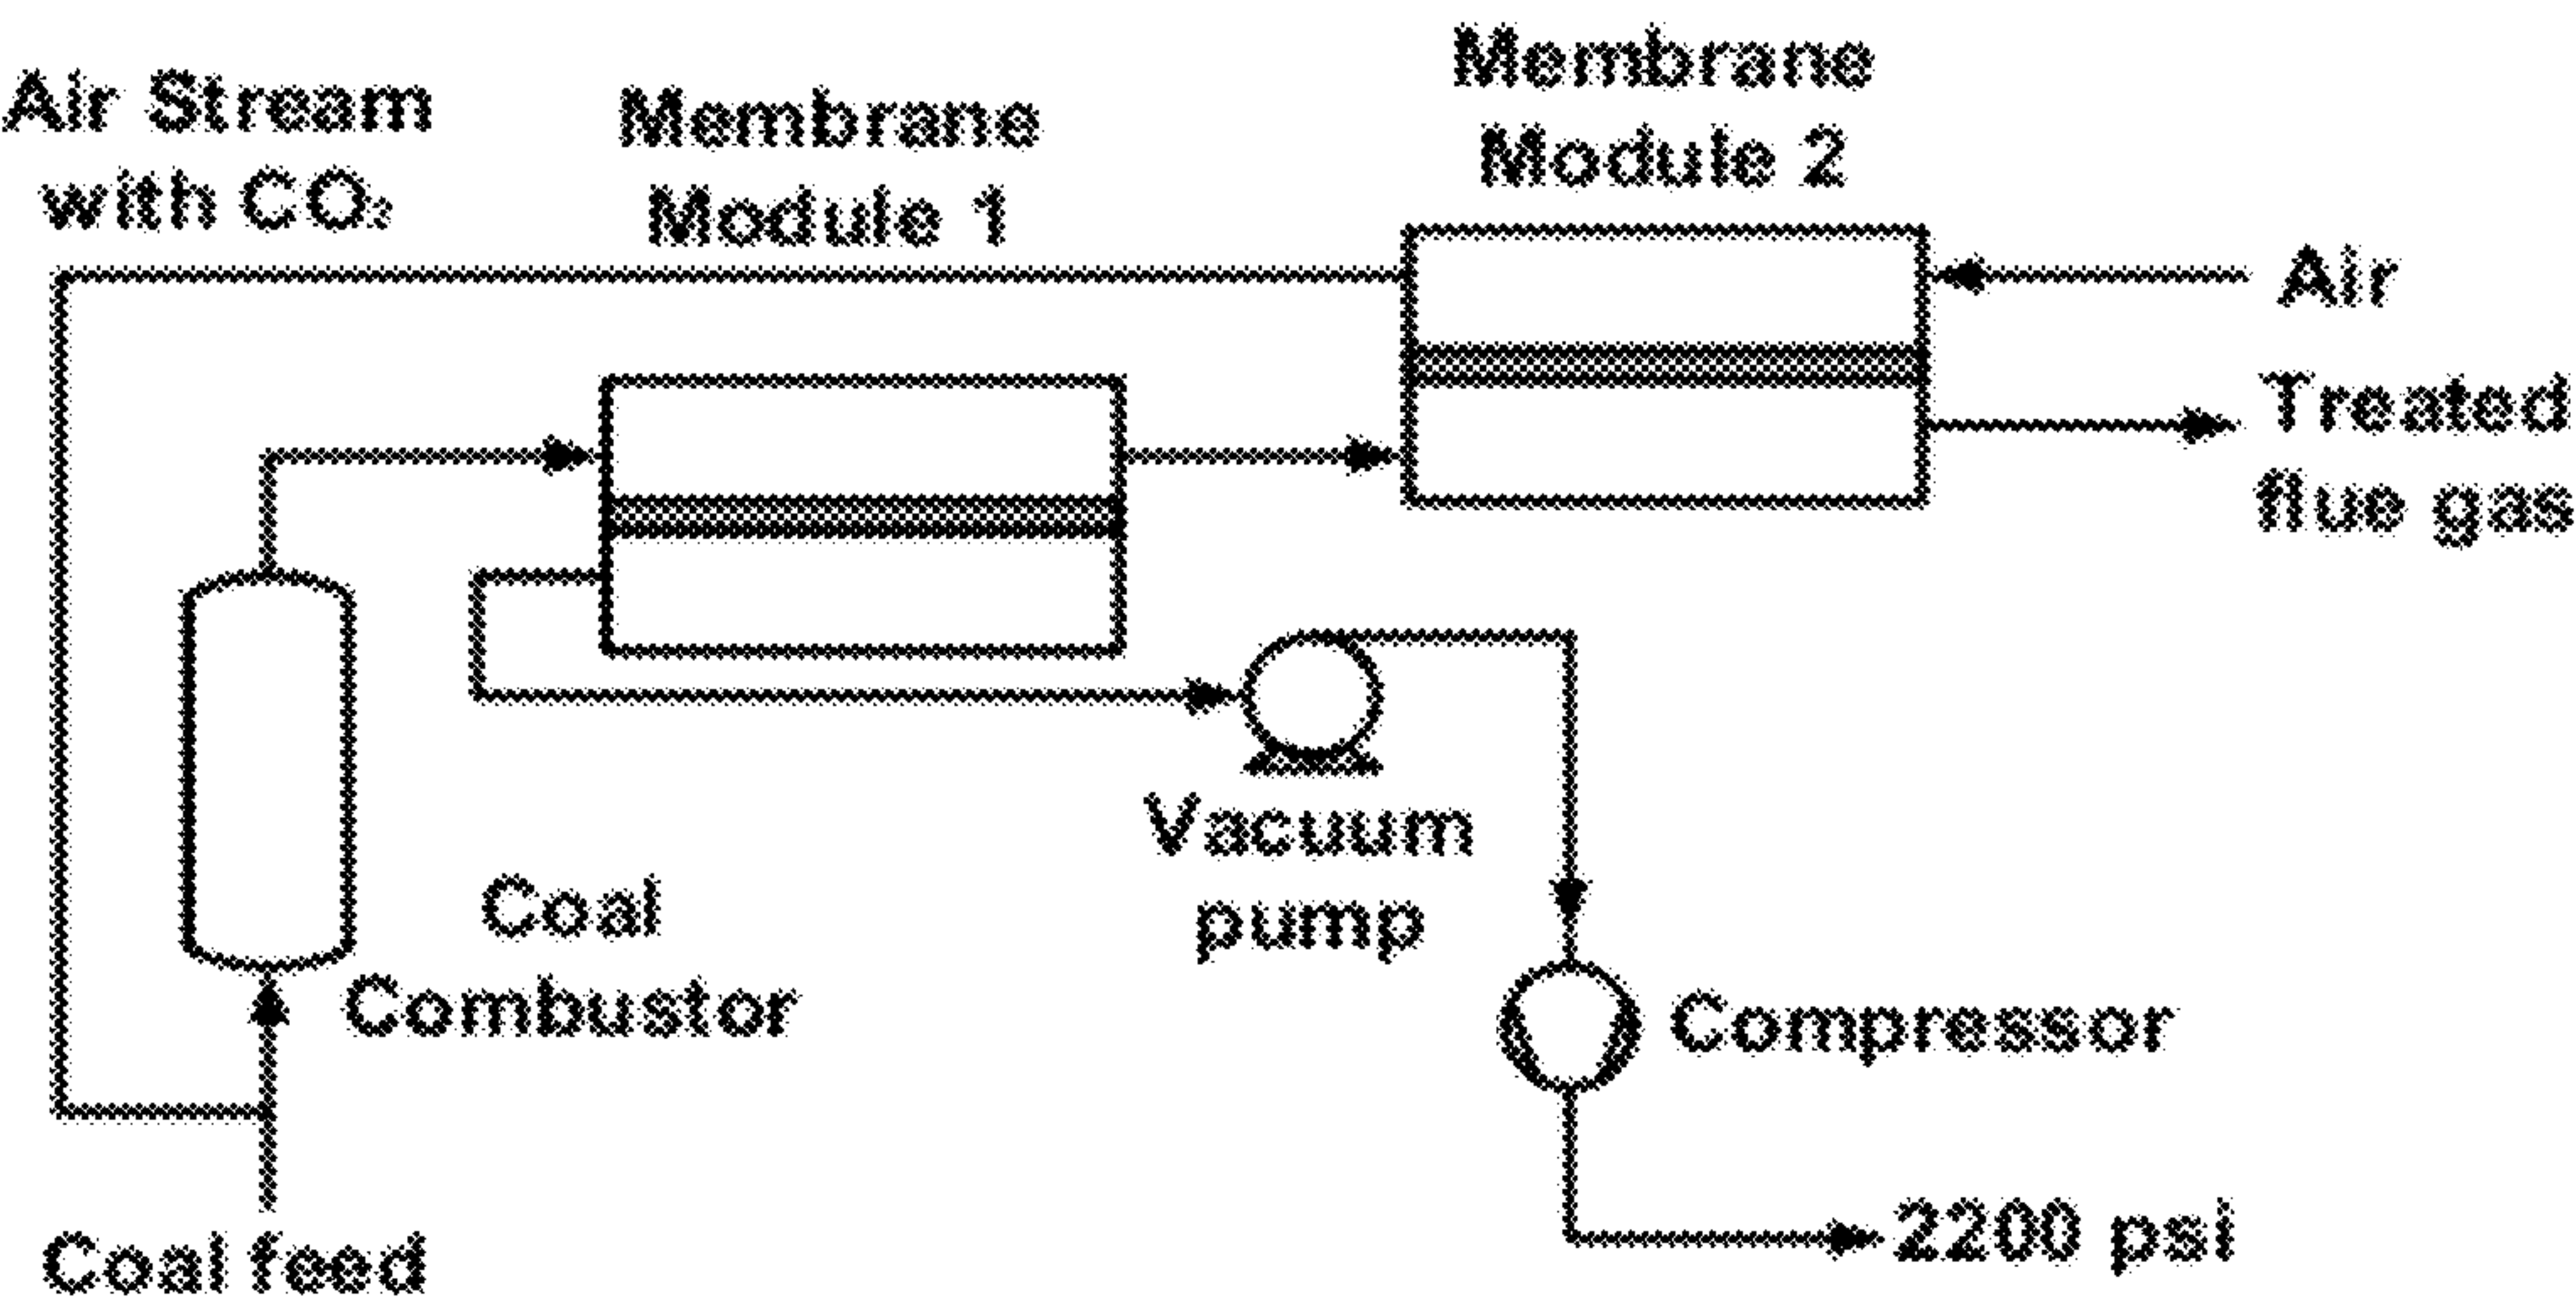 Air Stream
with CO₂
Membrane
Module 1
Membrane
Module 2
Air
Treated
flue gas
Vacuum
pump
Coal
Combustor
Compressor
Coal feed
2200 psi